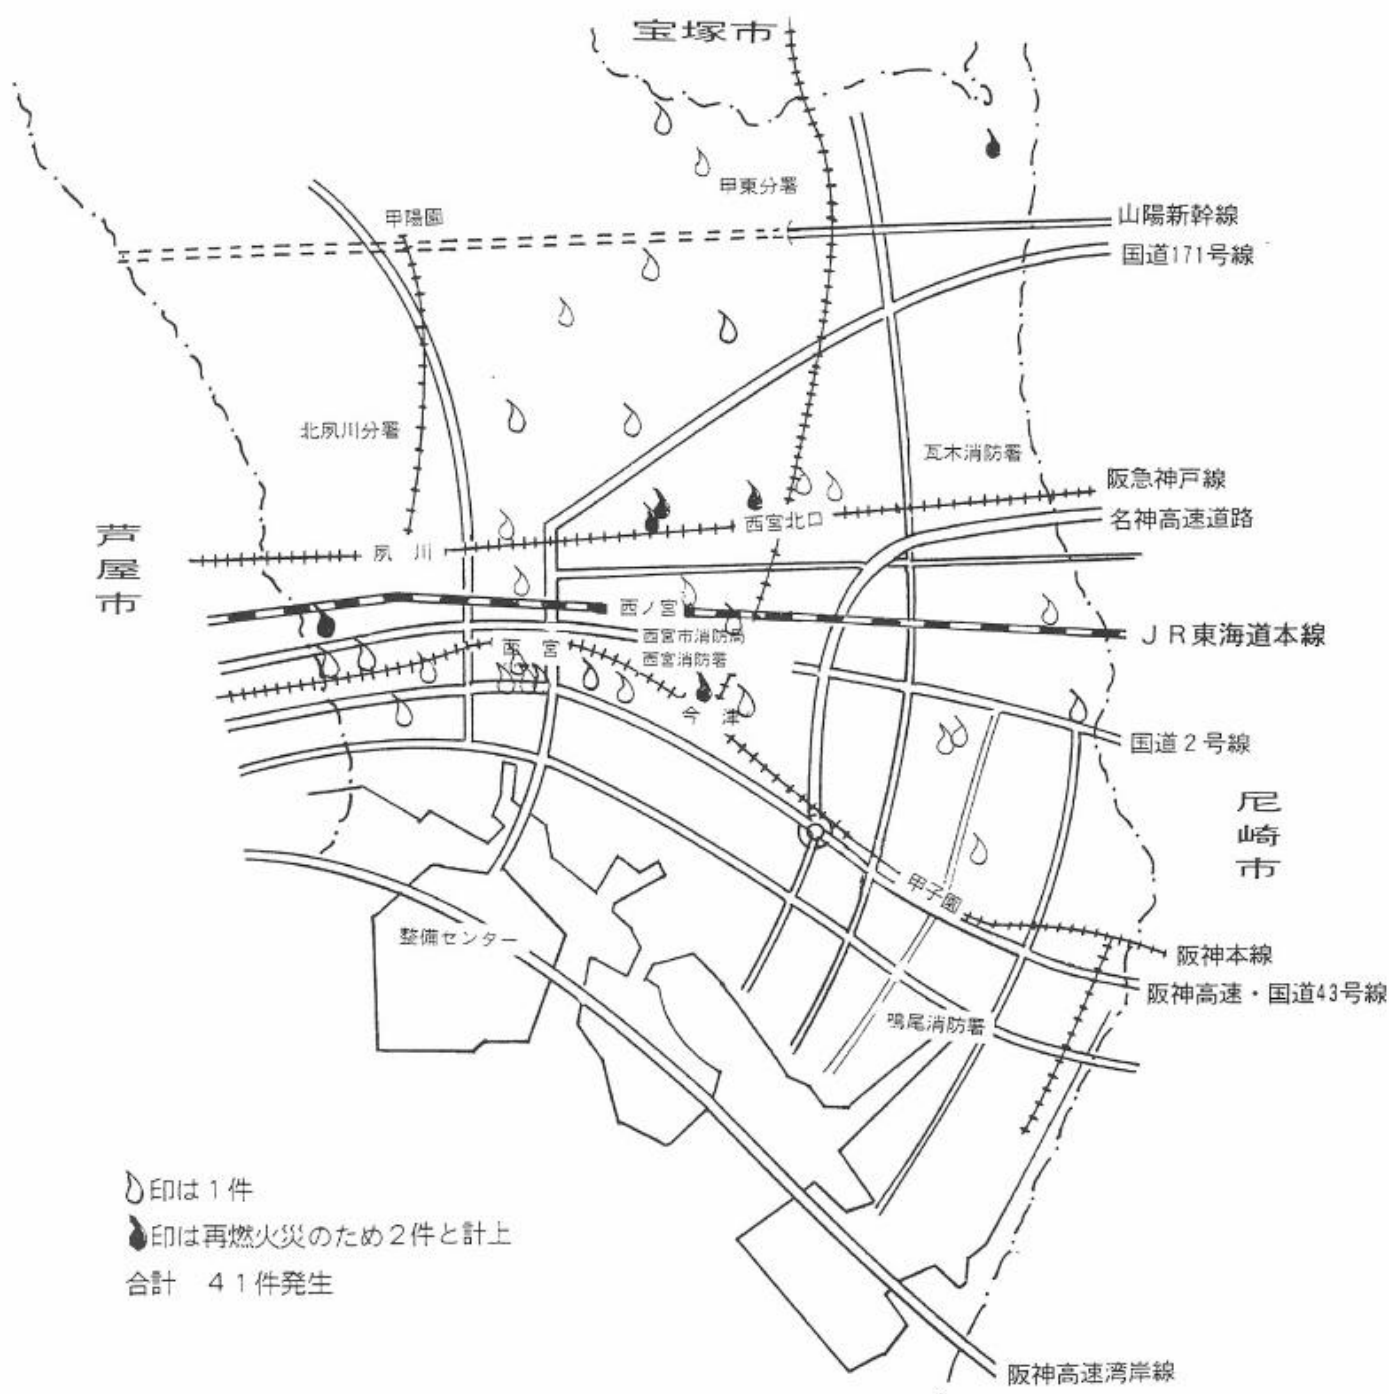 宝塚市
甲東分署
甲陽園
山陽新幹線
国道171号線
北夙川分署
瓦木消防署
阪急神戸線
名神高速道路
西宮北口
芦屋市
夙川
西ノ宮
西宮市消防局
JR東海道本線
西宮
西宮消防署
今津
国道2号線
尼崎市
甲子園
整備センター
阪神本線
阪神高速・国道43号線
鳴尾消防署
印は1件
印は再燃火災のため2件と計上
合計 41件発生
阪神高速湾岸線